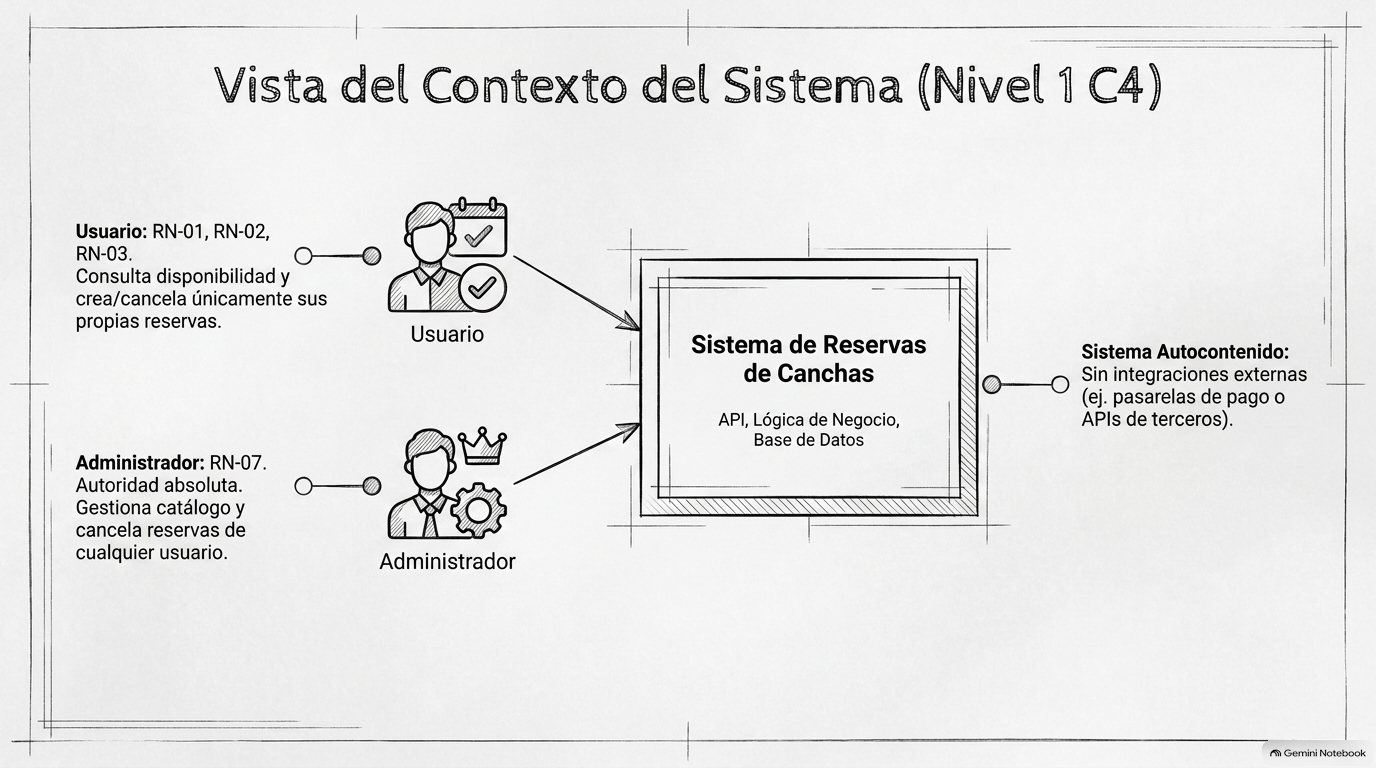 Vista del Contexto del Sistema (Nivel 1 C4)
Usuario: RN-01, RN-02,
RN-03.
Consulta disponibilidad y
crea/cancela únicamente sus
propias reservas.
Usuario
Administrador: RN-07.
Autoridad absoluta.
Gestiona catálogo y
cancela reservas de
cualquier usuario.
Administrador
Sistema de Reservas
de Canchas
API, Lógica de Negocio,
Base de Datos
Sistema Autocontenido:
Sin integraciones externas
(ej. pasarelas de pago o
APIs de terceros).
Gemini Notebook